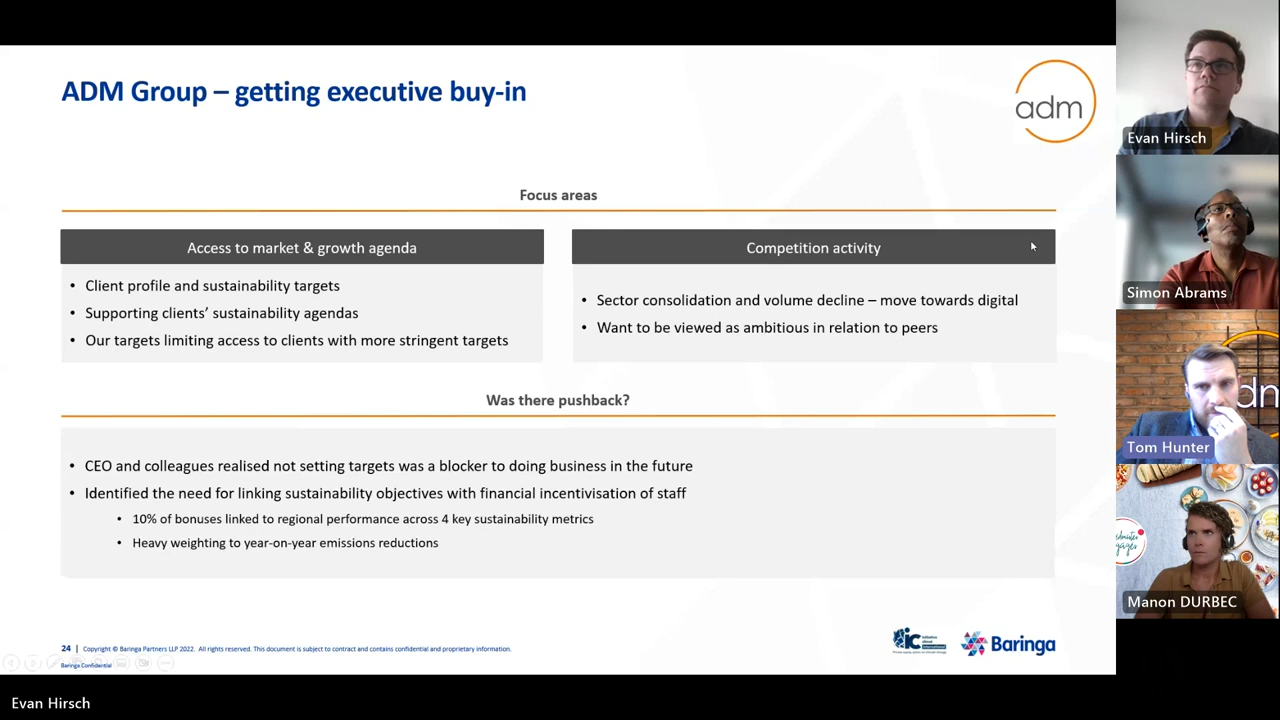 ADM Group – getting executive buy-in
adm
Focus areas
Access to market & growth agenda
• Client profile and sustainability targets
• Supporting clients’ sustainability agendas
• Our targets limiting access to clients with more stringent targets
Competition activity
• Sector consolidation and volume decline – move towards digital
• Want to be viewed as ambitious in relation to peers
Was there pushback?
• CEO and colleagues realised not setting targets was a blocker to doing business in the future
• Identified the need for linking sustainability objectives with financial incentivisation of staff
• 10% of bonuses linked to regional performance across 4 key sustainability metrics
• Heavy weighting to year-on-year emissions reductions
24 | Copyright © Baringa Partners LLP 2022. All rights reserved. This document is subject to contract and contains confidential and proprietary information.
Baringa Confidential
iC
Baringa
Evan Hirsch
Simon Abrams
Tom Hunter
Manon DURBEC
Evan Hirsch